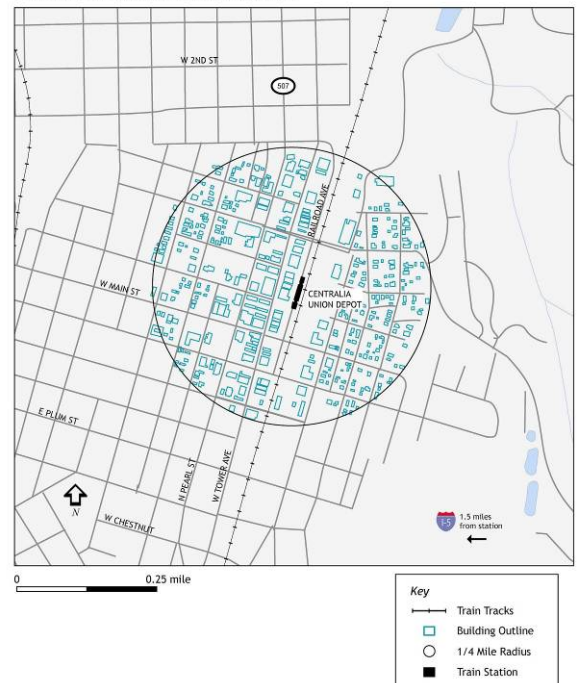 W 2ND ST
507
RAILROAD AVE
CENTRALIA
UNION DEPOT
W MAIN ST
E PLUM ST
N PEARL ST
W TOWER AVE
N
W CHESTNUT
I-5
1.5 miles
from station
0
0.25 mile
Key
Train Tracks
Building Outline
1/4 Mile Radius
Train Station